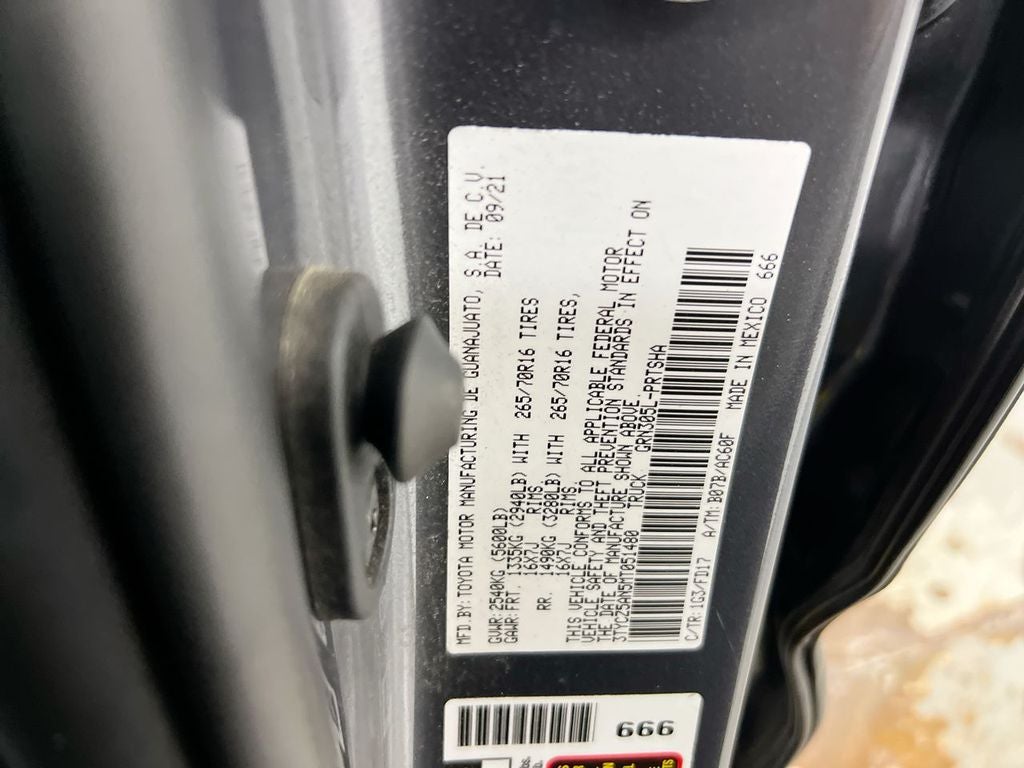 MFD.BY:TOYOTA MOTOR MANUFACTURING DE GUANAJUATO, S.A. DE C.V.
DATE: 09/21
GVWR:2540KG (5600LB)
GAWR:FRT. 1335KG (2940LB) WITH 265/70R16 TIRES
16X7J RIMS,
RR. 1490KG (3280LB) WITH 265/70R16 TIRES,
16X7J RIMS.
THIS VEHICLE CONFORMS TO ALL APPLICABLE FEDERAL MOTOR
VEHICLE SAFETY AND THEFT PREVENTION STANDARDS IN EFFECT ON
THE DATE OF MANUFACTURE SHOWN ABOVE.
3TYCZ5AN5MT051480 TRUCK GRN305L-PRTSHA
C/TR:1G3/FD17 A/TM:B07B/AC60F MADE IN MEXICO 666
666